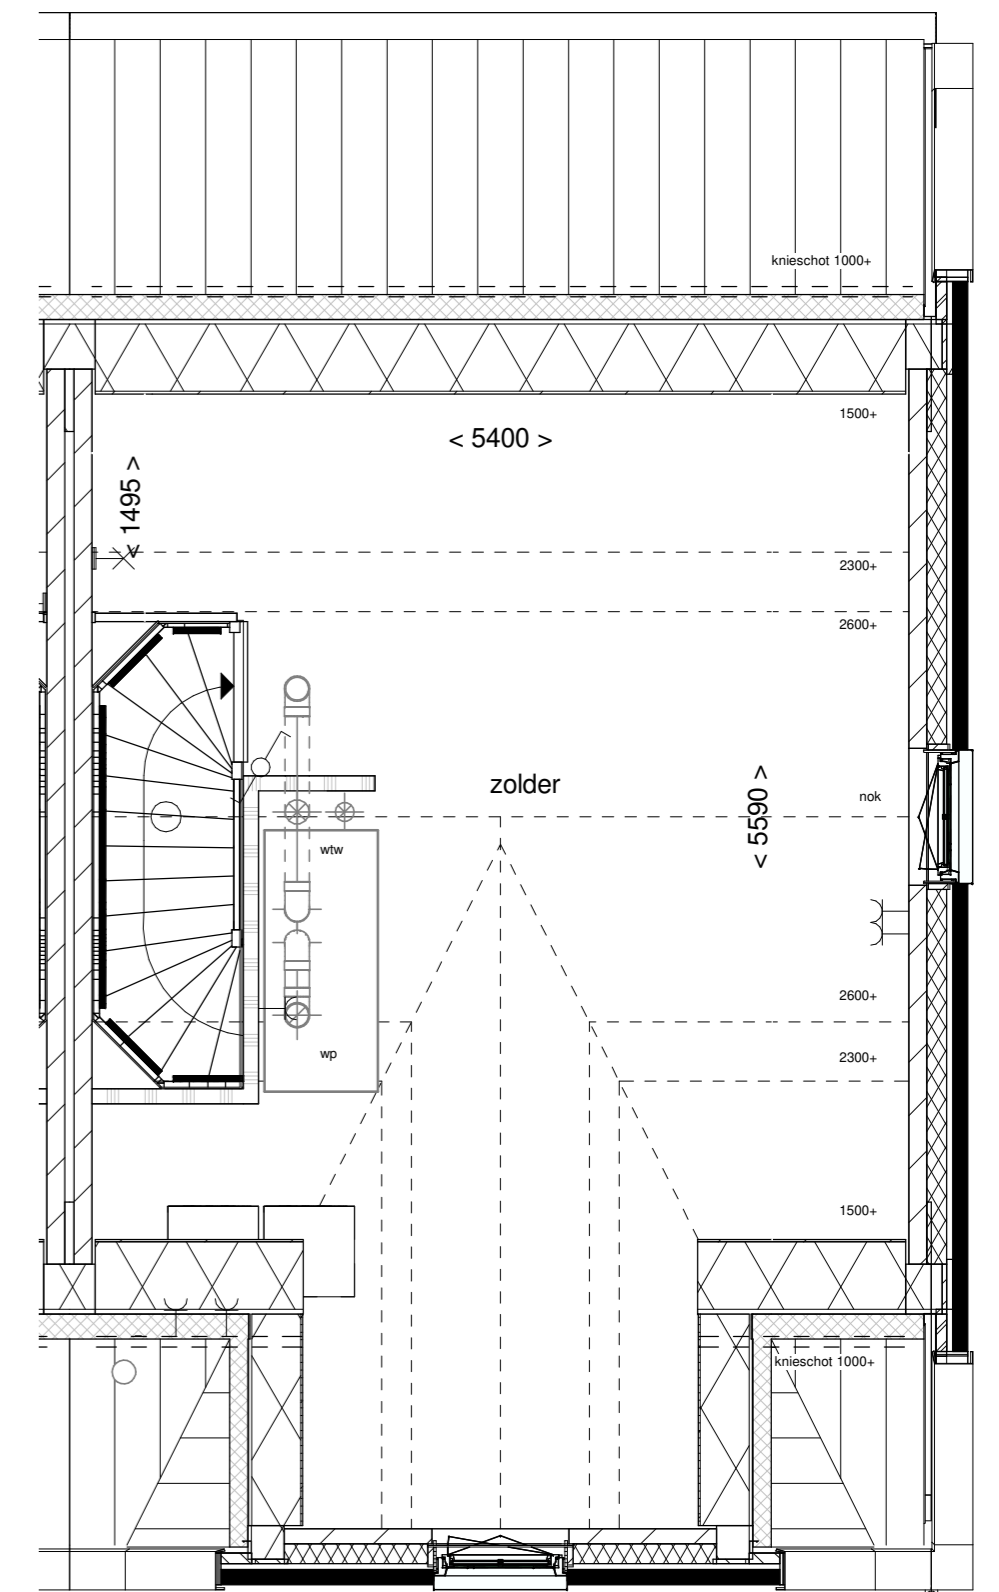 knieschot 1000+
1500+
< 5400 >
< 1495 >
2300+
2600+
zolder
< 5590 >
nok
wtw
2600+
wp
2300+
1500+
knieschot 1000+